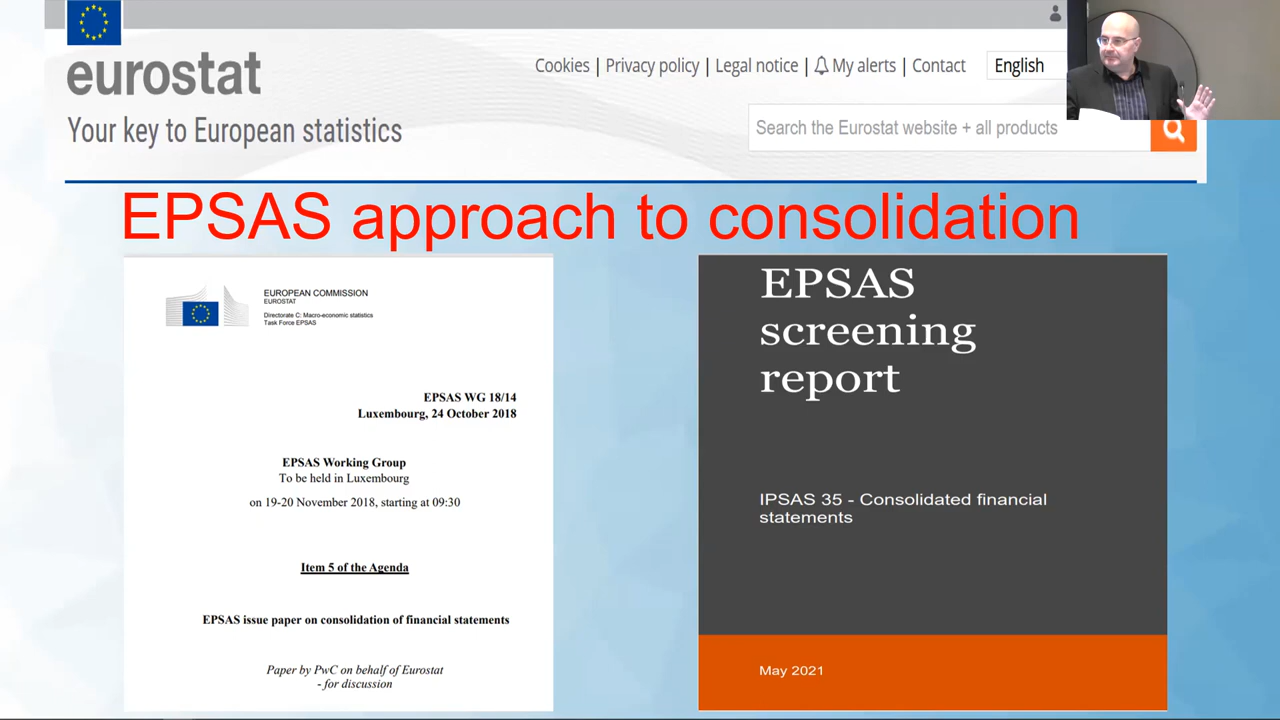 eurostat
Your key to European statistics
Cookies | Privacy policy | Legal notice | My alerts | Contact
English
Search the Eurostat website + all products
EPSAS approach to consolidation
EUROPEAN COMMISSION
EUROSTAT
Directorate C: Macro-economic statistics
Task Force EPSAS
EPSAS WG 18/14
Luxembourg, 24 October 2018
EPSAS Working Group
To be held in Luxembourg
on 19-20 November 2018, starting at 09:30
Item 5 of the Agenda
EPSAS issue paper on consolidation of financial statements
Paper by PwC on behalf of Eurostat
- for discussion
EPSAS
screening
report
IPSAS 35 - Consolidated financial
statements
May 2021